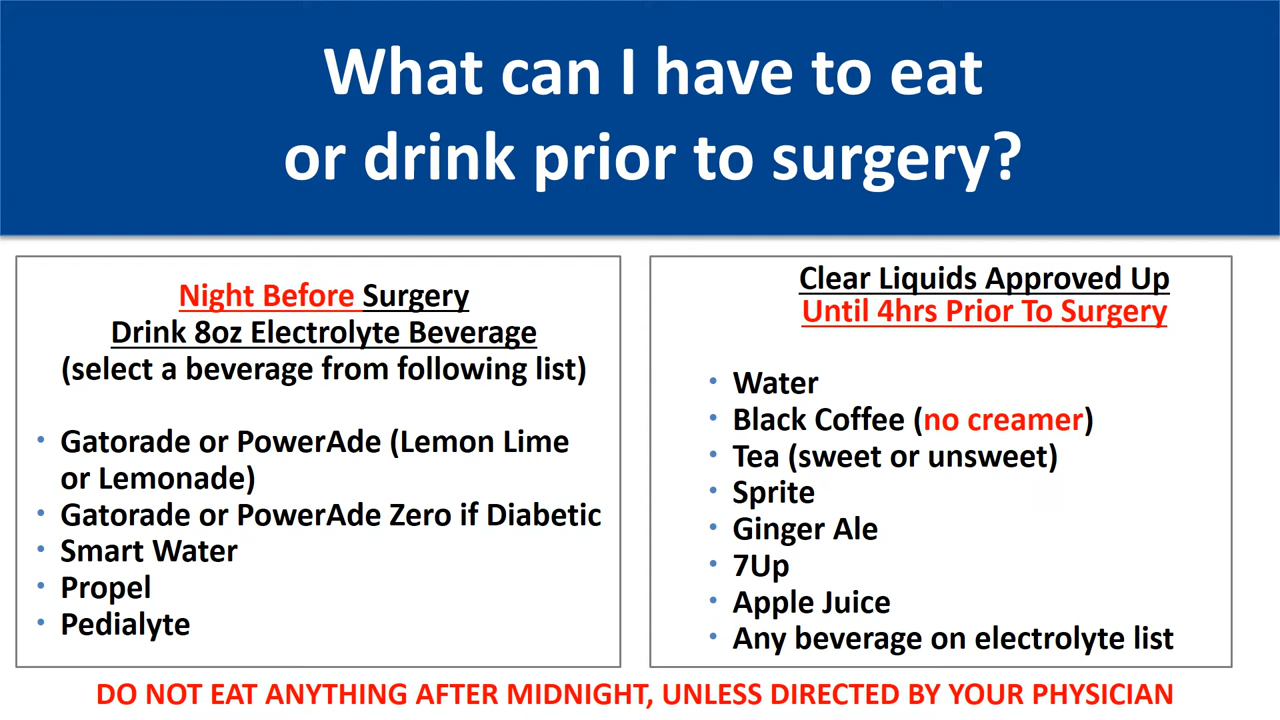 What can I have to eat
or drink prior to surgery?
Night Before Surgery
Drink 8oz Electrolyte Beverage
(select a beverage from following list)
• Gatorade or PowerAde (Lemon Lime
or Lemonade)
• Gatorade or PowerAde Zero if Diabetic
• Smart Water
• Propel
• Pedialyte
Clear Liquids Approved Up
Until 4hrs Prior To Surgery
• Water
• Black Coffee (no creamer)
• Tea (sweet or unsweet)
• Sprite
• Ginger Ale
• 7Up
• Apple Juice
• Any beverage on electrolyte list
DO NOT EAT ANYTHING AFTER MIDNIGHT, UNLESS DIRECTED BY YOUR PHYSICIAN